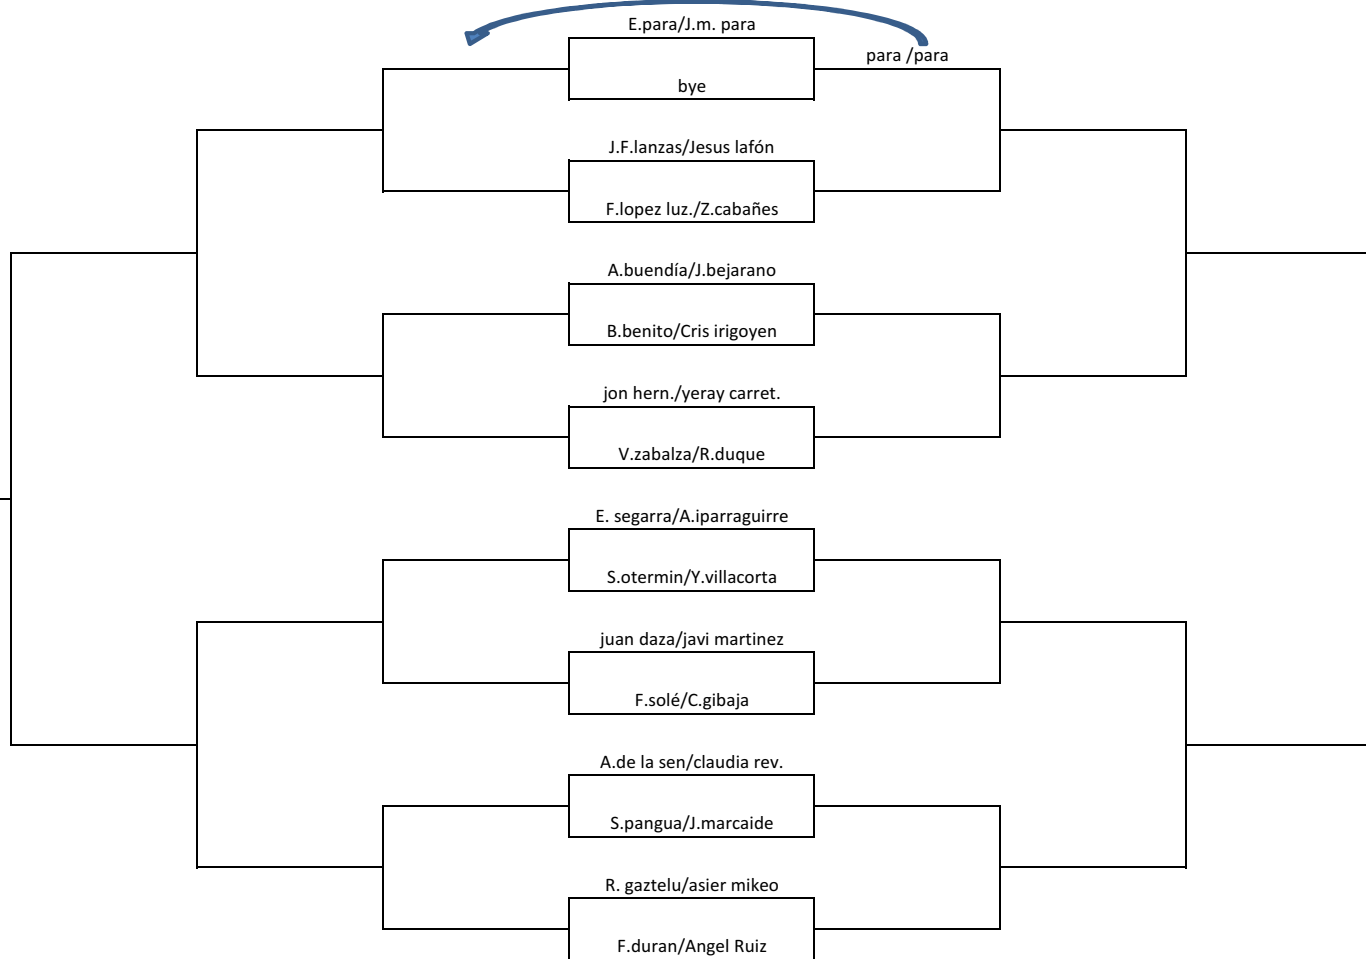 E.para/J.m. para
para /para
bye
J.F.lanzas/Jesus lafón
F.lopez luz./Z.cabañes
A.buendía/J.bejarano
B.benito/Cris irigoyen
jon hern./yeray carret.
V.zabalza/R.duque
E. segarra/A.iparraguirre
S.otermin/Y.villacorta
juan daza/javi martinez
F.solé/C.gibaja
A.de la sen/claudia rev.
S.pangua/J.marcaide
R. gaztelu/asier mikeo
F.duran/Angel Ruiz